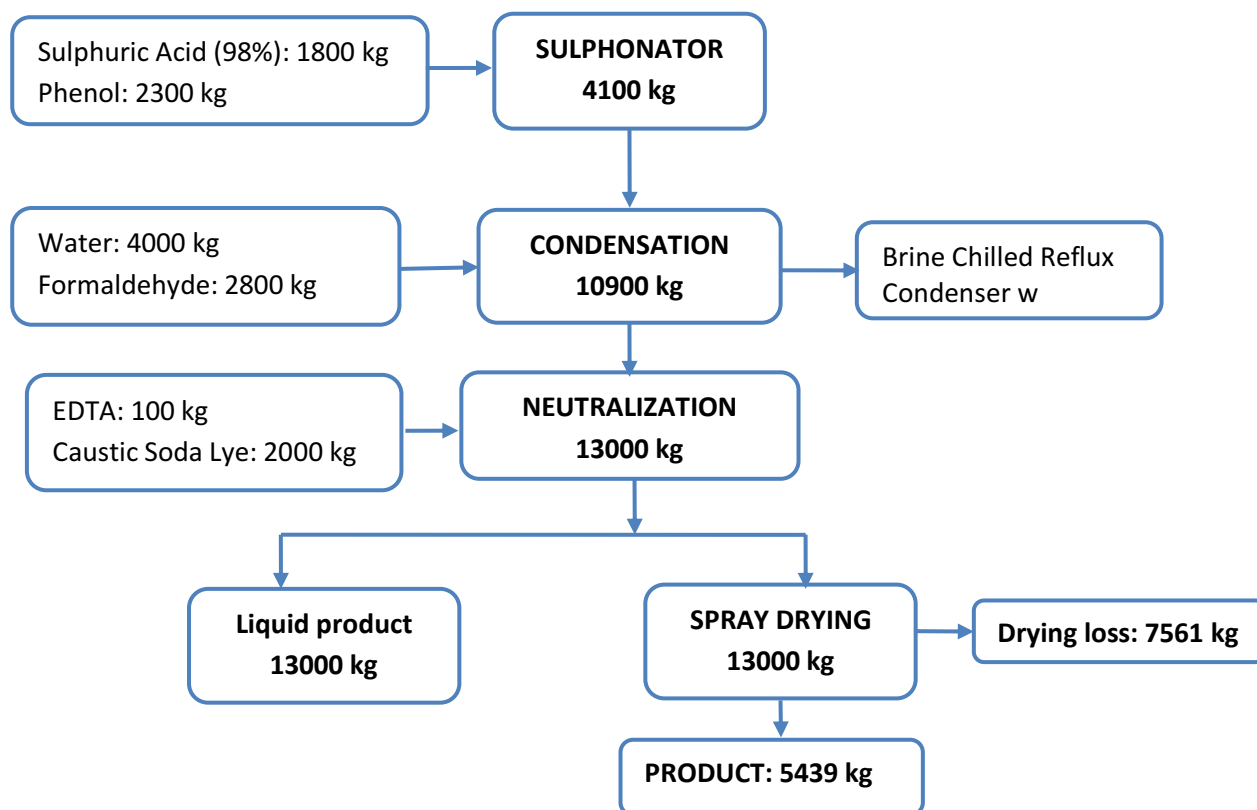 Sulphuric Acid (98%): 1800 kg
Phenol: 2300 kg
SULPHONATOR
4100 kg
Water: 4000 kg
Formaldehyde: 2800 kg
CONDENSATION
10900 kg
Brine Chilled Reflux
Condenser w
EDTA: 100 kg
Caustic Soda Lye: 2000 kg
NEUTRALIZATION
13000 kg
Liquid product
13000 kg
SPRAY DRYING
13000 kg
Drying loss: 7561 kg
PRODUCT: 5439 kg